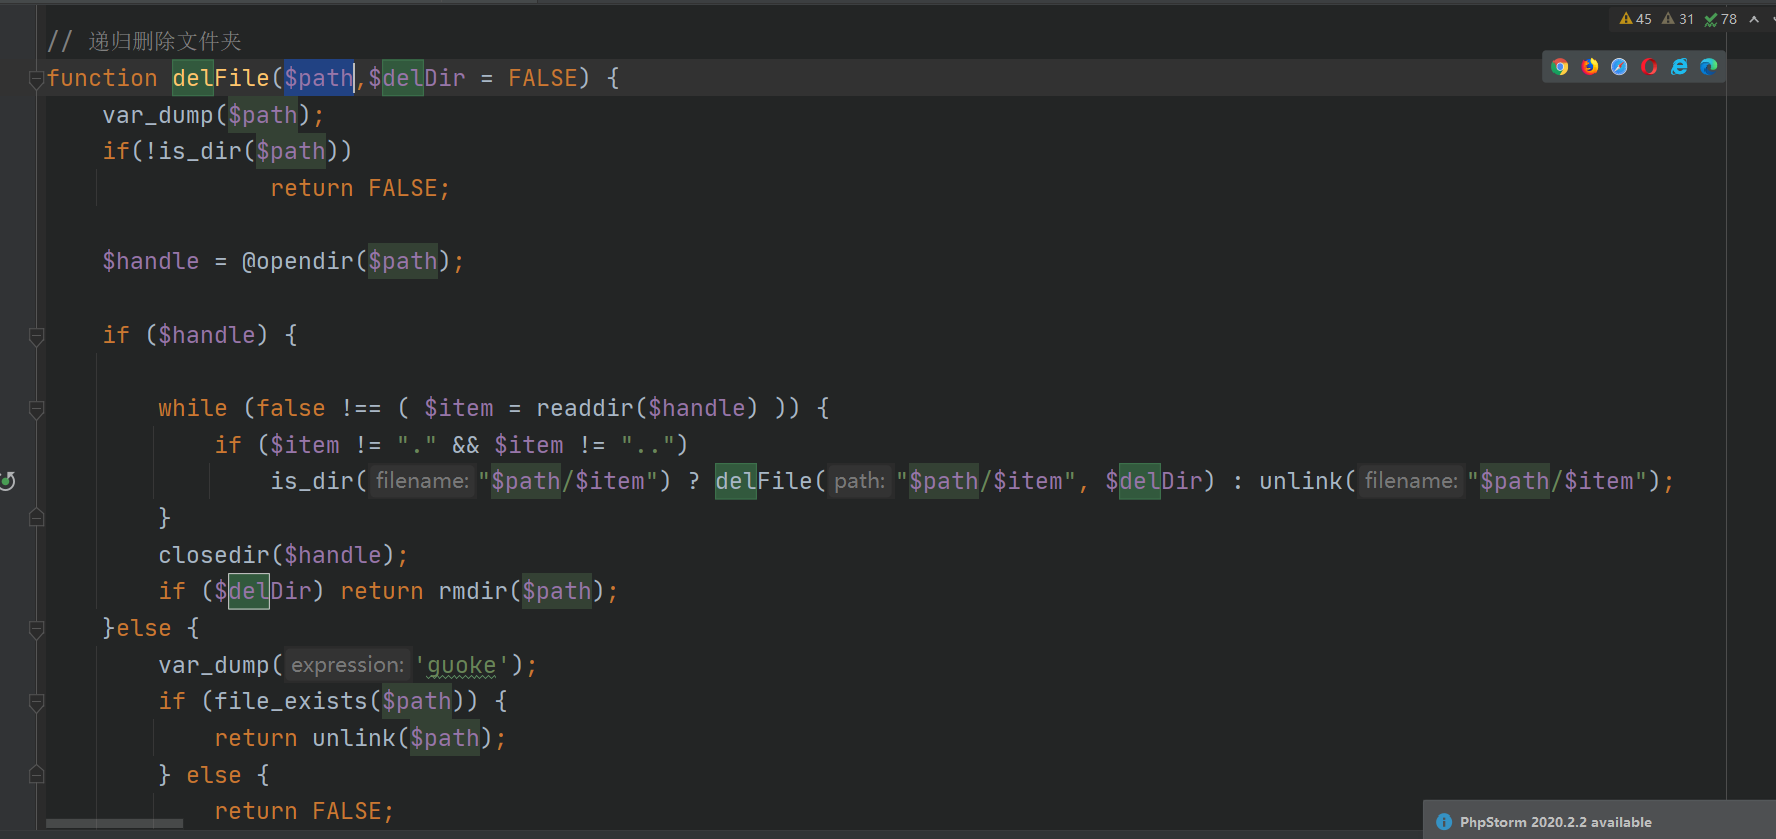 45 31 78
// 递归删除文件夹
function delFile($path,$delDir = FALSE) {
var_dump($path);
if(!is_dir($path))
return FALSE;
$handle = @opendir($path);
if ($handle) {
while (false !== ( $item = readdir($handle) )) {
if ($item != "." && $item != "..")
is_dir( filename: "$path/$item") ? delFile( path: "$path/$item", $delDir) : unlink( filename: "$path/$item");
}
closedir($handle);
if ($delDir) return rmdir($path);
}else {
var_dump( expression: 'guoke');
if (file_exists($path)) {
return unlink($path);
} else {
return FALSE;
PhpStorm 2020.2.2 available